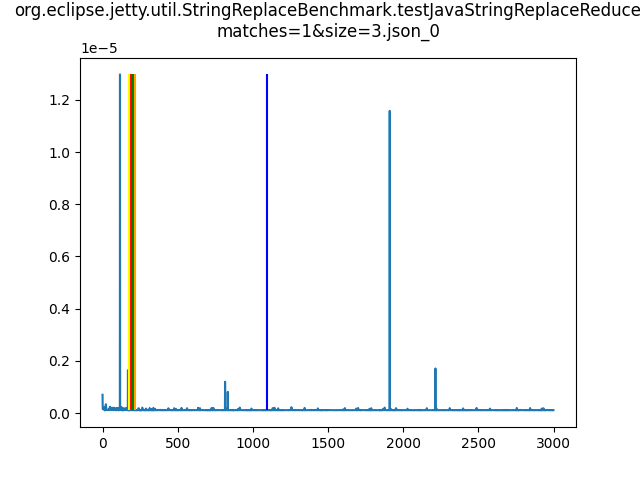 org.eclipse.jetty.util.StringReplaceBenchmark.testJavaStringReplaceReduce
matches=1&size=3.json_0
1e−5
1.2
1.0
0.8
0.6
0.4
0.2
0.0
0 500 1000 1500 2000 2500 3000